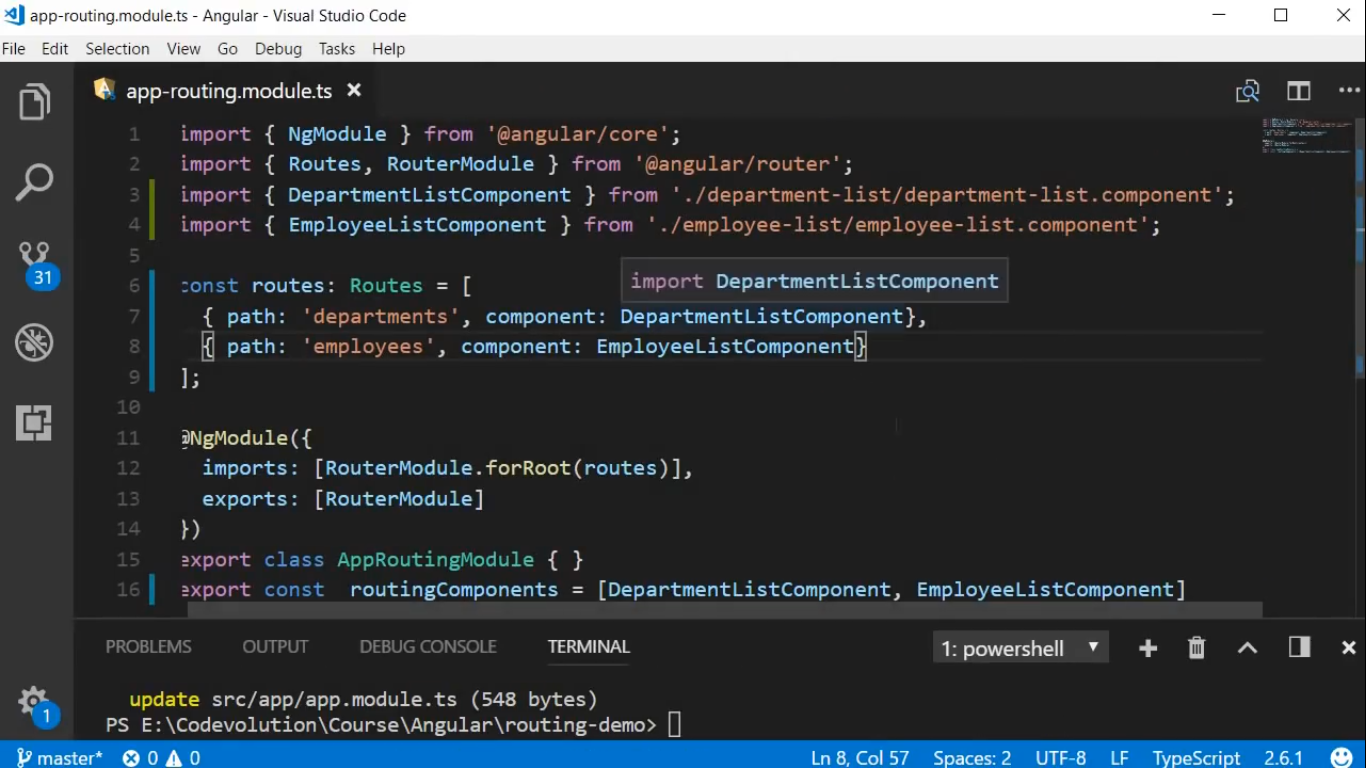 app-routing.module.ts - Angular - Visual Studio Code
File Edit Selection View Go Debug Tasks Help
app-routing.module.ts
1 import { NgModule } from '@angular/core';
2 import { Routes, RouterModule } from '@angular/router';
3 import { DepartmentListComponent } from './department-list/department-list.component';
4 import { EmployeeListComponent } from './employee-list/employee-list.component';
5
import DepartmentListComponent
6 const routes: Routes = [
7 { path: 'departments', component: DepartmentListComponent},
8 { path: 'employees', component: EmployeeListComponent}
9 ];
10
11 @NgModule({
12 imports: [RouterModule.forRoot(routes)],
13 exports: [RouterModule]
14 })
15 export class AppRoutingModule { }
16 export const routingComponents = [DepartmentListComponent, EmployeeListComponent]
31
PROBLEMS OUTPUT DEBUG CONSOLE TERMINAL 1: powershell
update src/app/app.module.ts (548 bytes)
PS E:\Codevolution\Course\Angular\routing-demo>
1
master* 0 0 Ln 8, Col 57 Spaces: 2 UTF-8 LF TypeScript 2.6.1